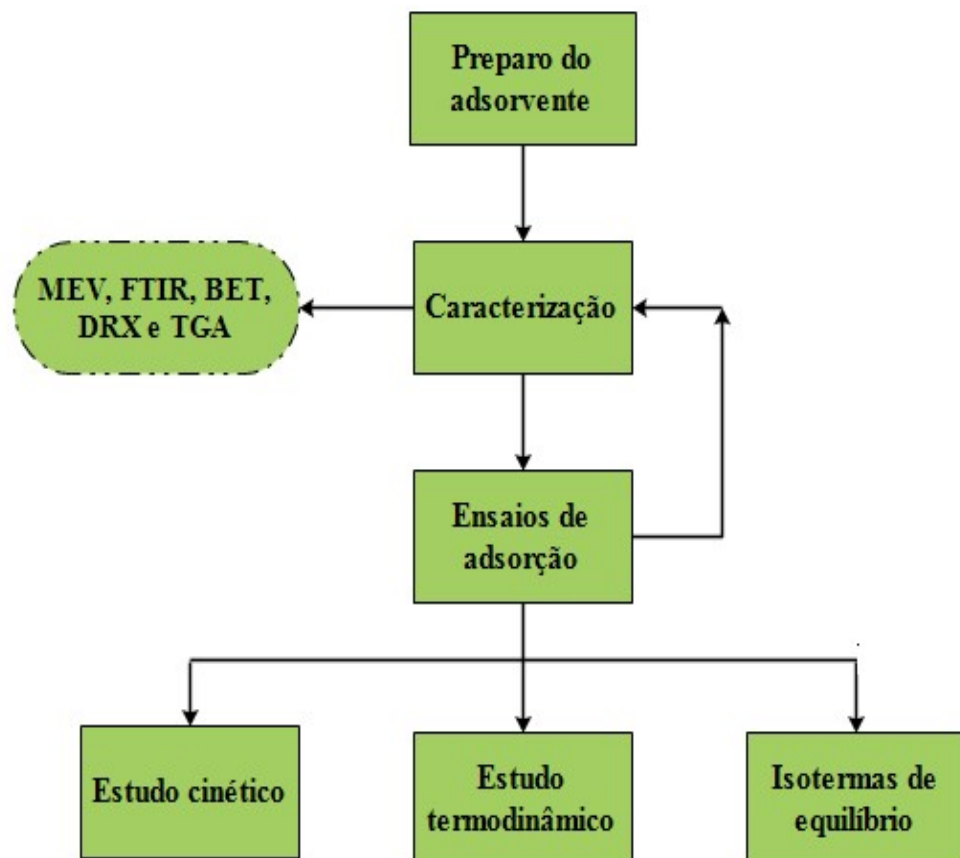 Preparo do
adsorvente
MEV, FTIR, BET,
DRX e TGA
Caracterização
Ensaios de
adsorção
Estudo cinético
Estudo
termodinâmico
Isotermas de
equilíbrio